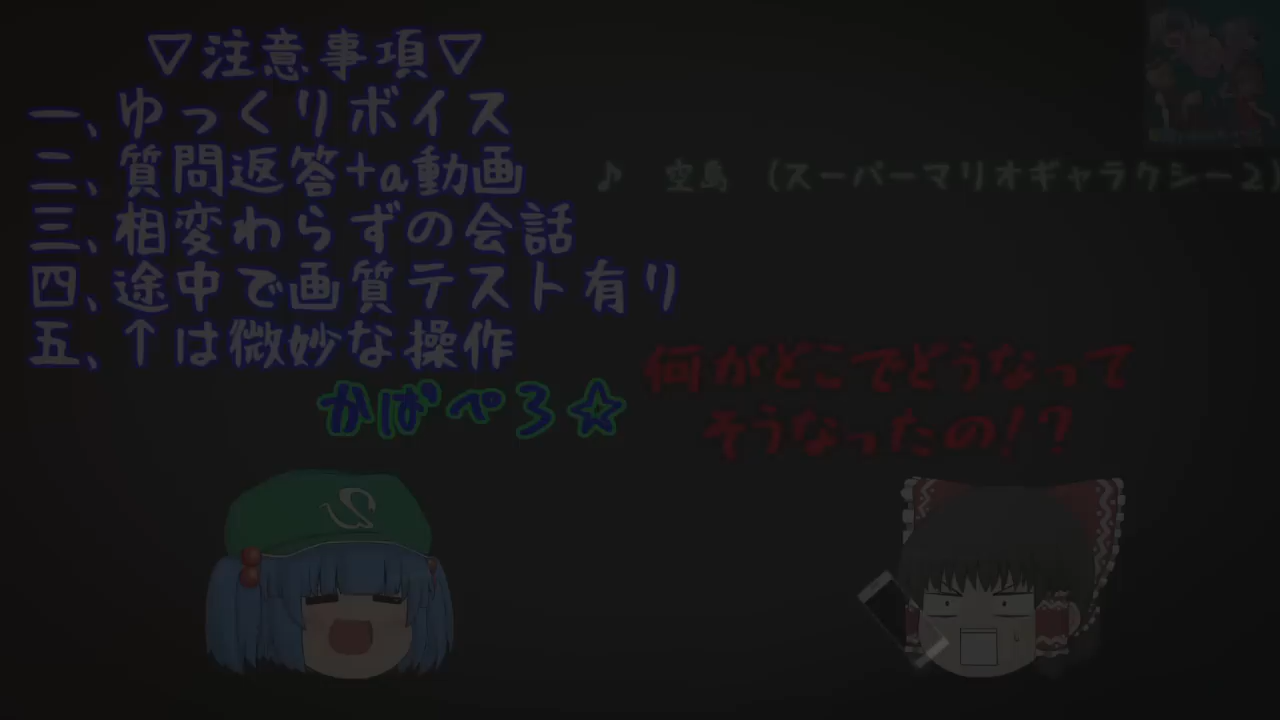 ▽注意事項▽
一、ゆっくりボイス
二、質問返答+a動画
三、相変わらずの会話
四、途中で画質テスト有り
五、↑は微妙な操作
♪ 空島 (スーパーマリオギャラクシー2)
かぱぺろ☆
何がどこでどうなって
そうなったの!?